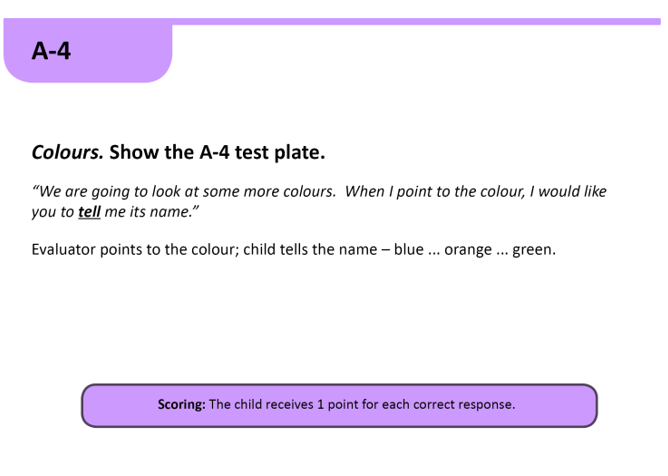 A-4
Colours. Show the A-4 test plate.
“We are going to look at some more colours.  When I point to the colour, I would like
you to tell me its name.”
Evaluator points to the colour; child tells the name – blue ... orange ... green.
Scoring: The child receives 1 point for each correct response.